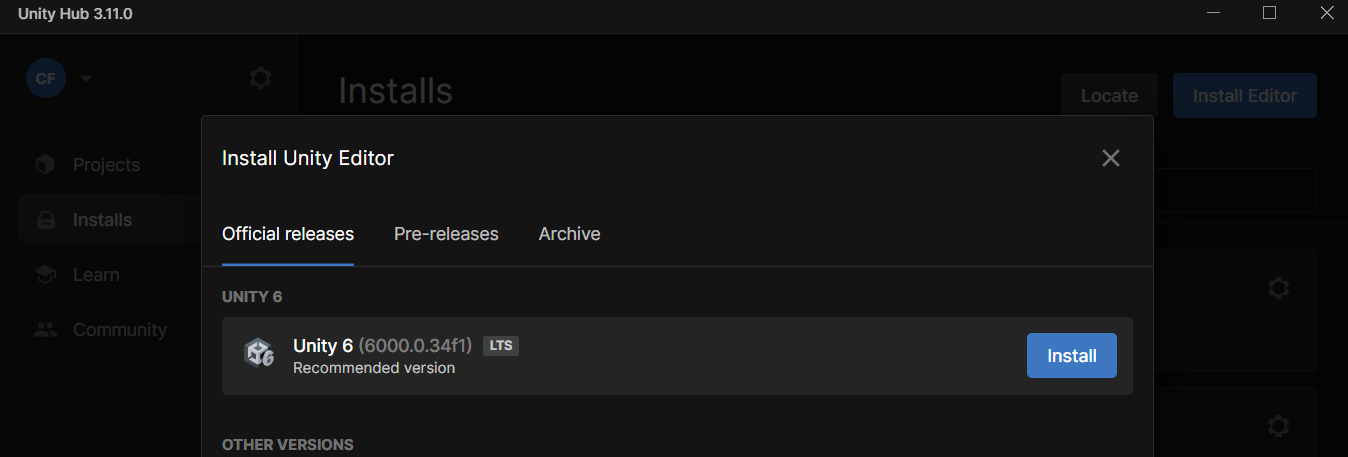 Unity Hub 3.11.0
CF
Installs
Locate
Install Editor
Projects
Installs
Learn
Community
Install Unity Editor
Official releases
Pre-releases
Archive
UNITY 6
Unity 6 (6000.0.34f1) LTS
Recommended version
Install
OTHER VERSIONS